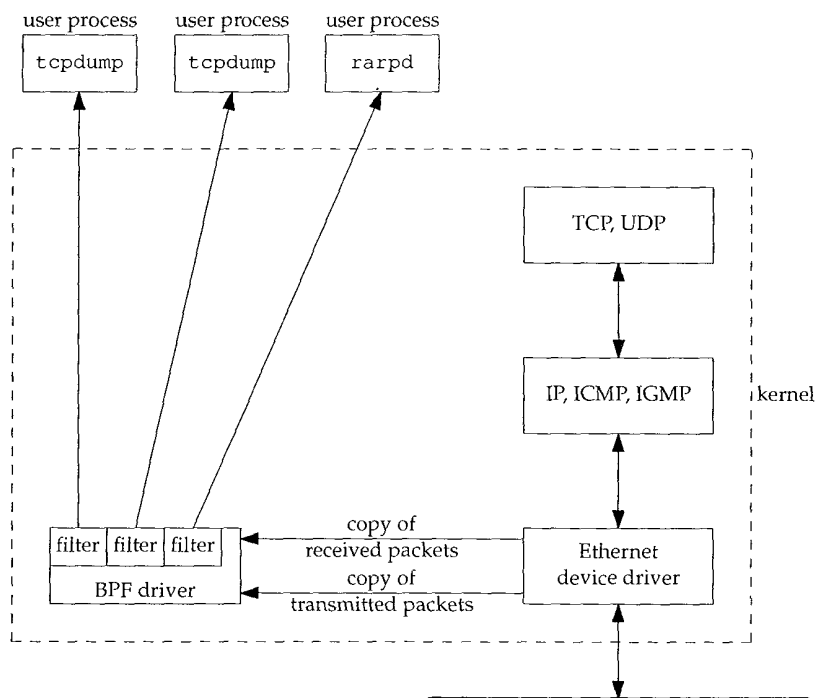 user process
user process
user process
tcpdump
tcpdump
rarpd
TCP, UDP
IP, ICMP, IGMP
kernel
filter
filter
filter
BPF driver
copy of
received packets
copy of
transmitted packets
Ethernet
device driver